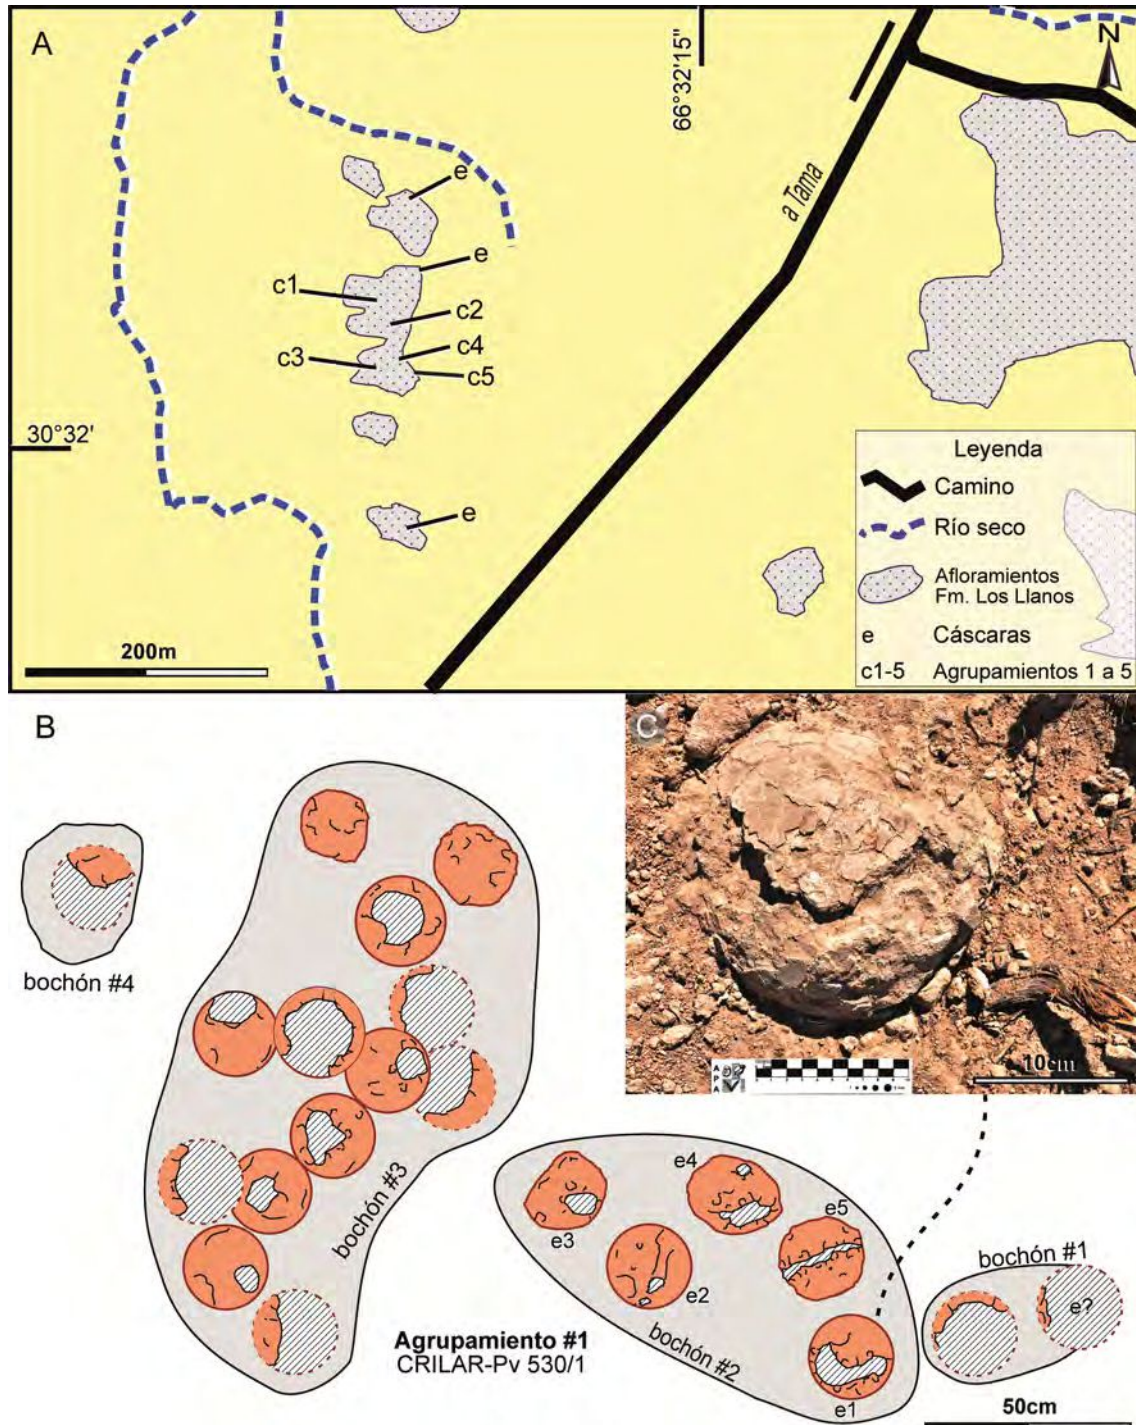 A
66°32'15"
N
a Tama
e
e
c1
c2
c3
c4
c5
30°32'
e
200m
Leyenda
Camino
Río seco
Afloramientos
Fm. Los Llanos
e Cáscaras
c1-5 Agrupamientos 1 a 5
B
C
bochón #4
bochón #3
10cm
e4
e3
e5
e2
bochón #1
e?
bochón #2
e1
Agrupamiento #1
CRILAR-Pv 530/1
50cm